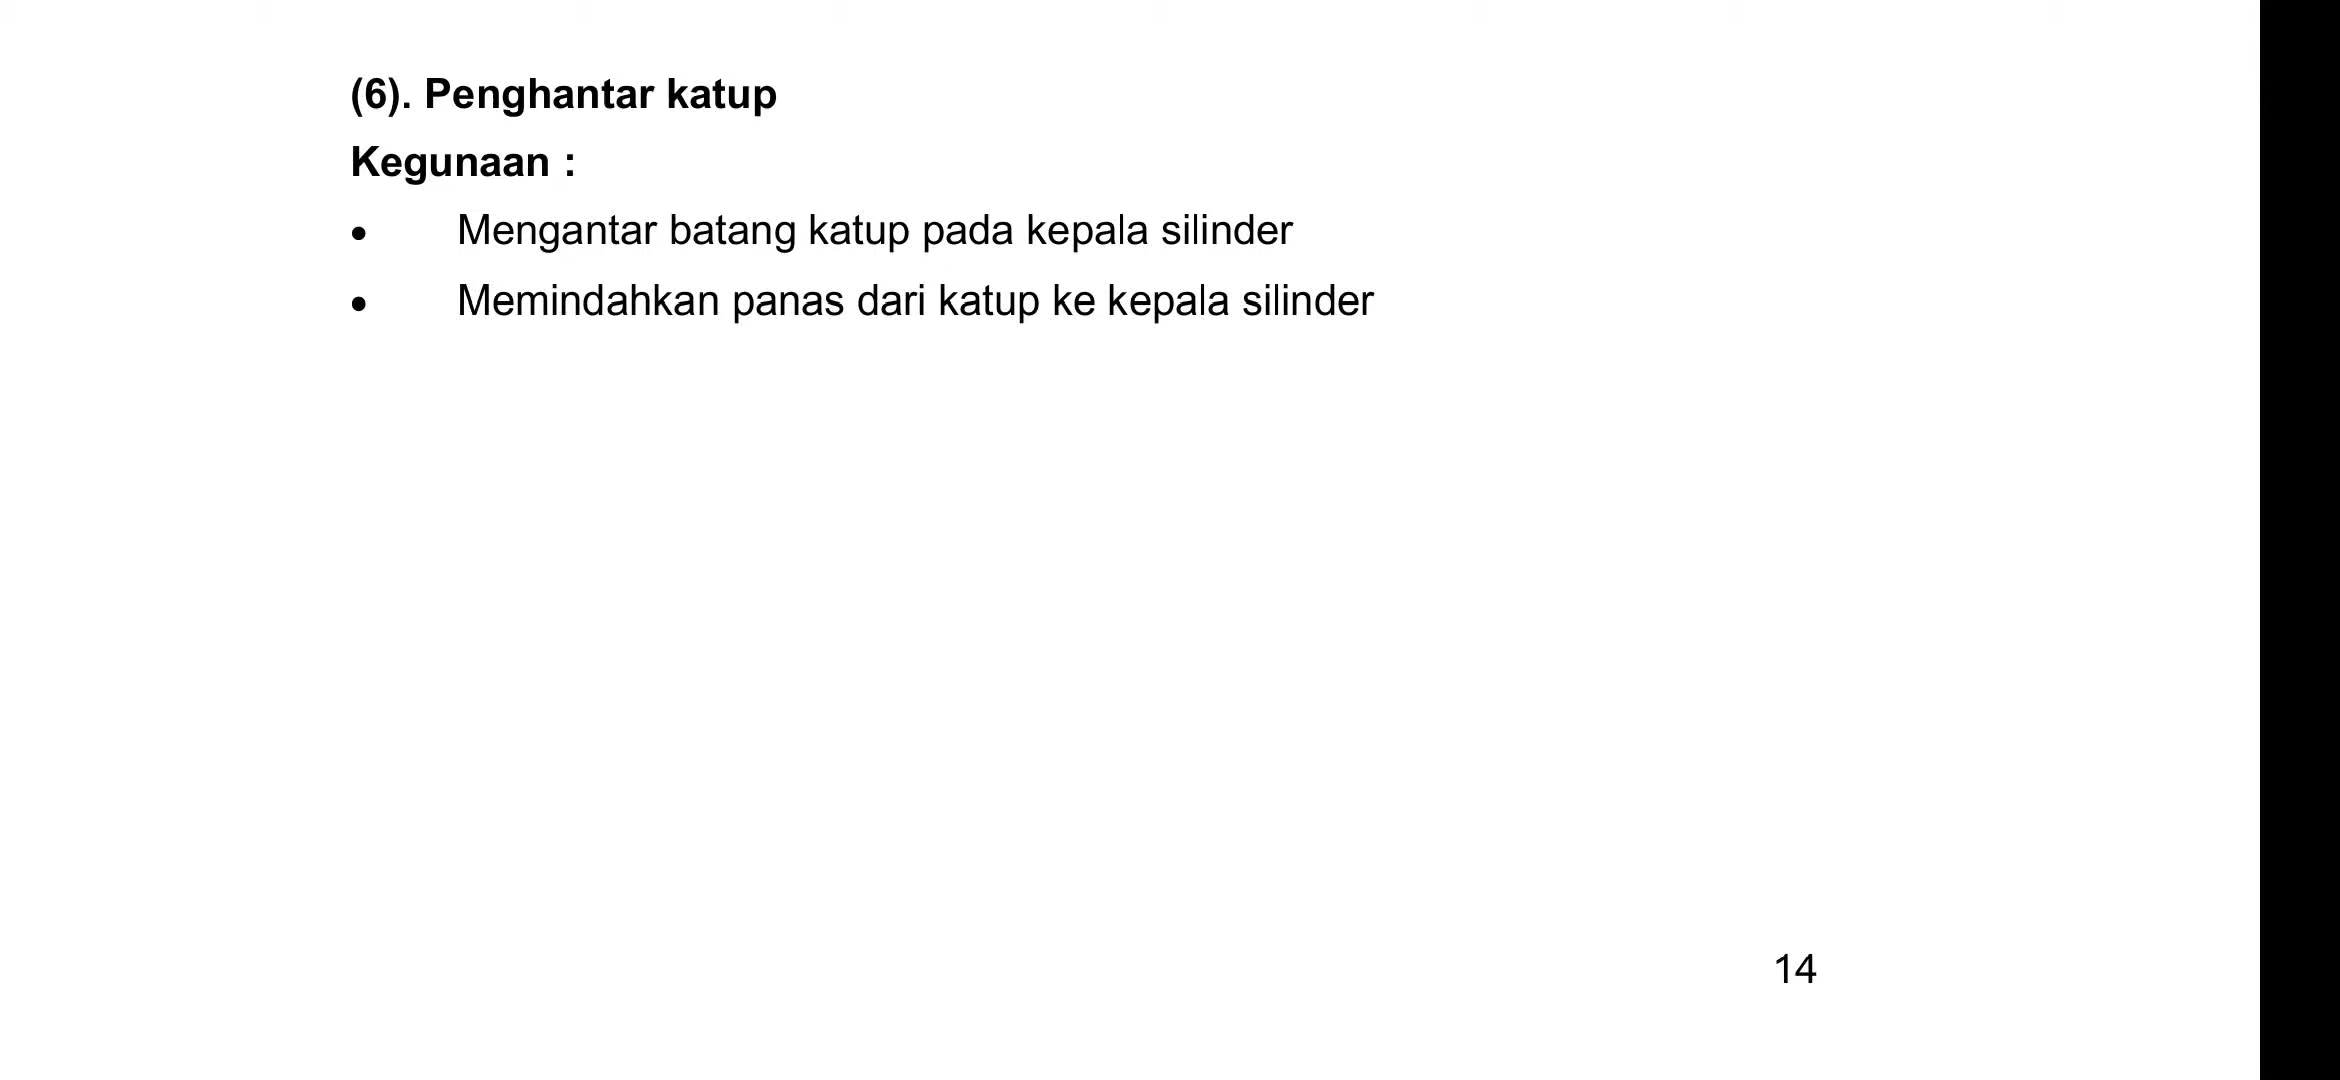 (6). Penghantar katup
Kegunaan :
• Mengantar batang katup pada kepala silinder
• Memindahkan panas dari katup ke kepala silinder
14